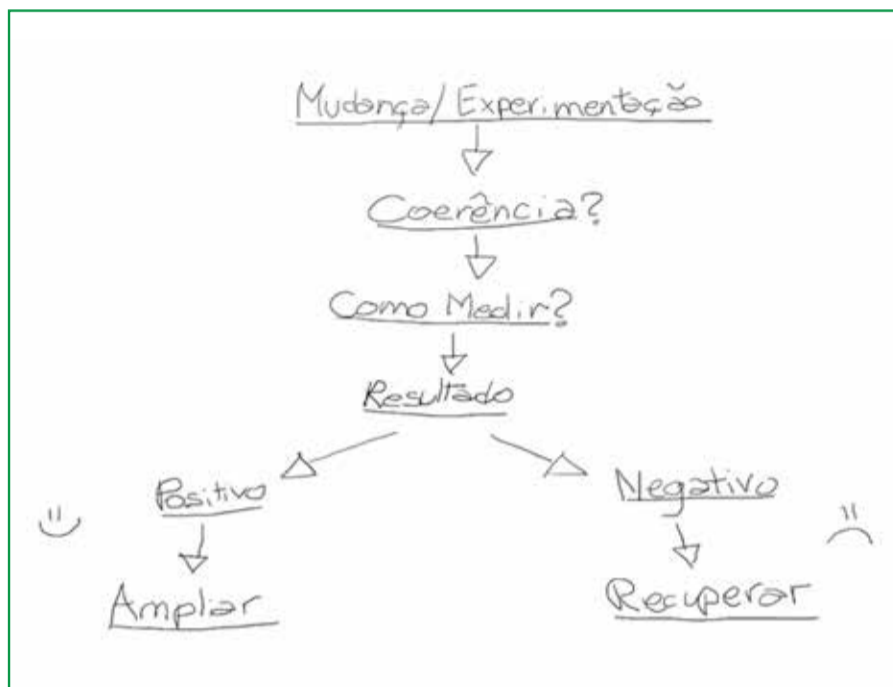 Mudança/Experimentação
Coerência?
Como Medir?
Resultado
Positivo
Negativo
Ampliar
Recuperar